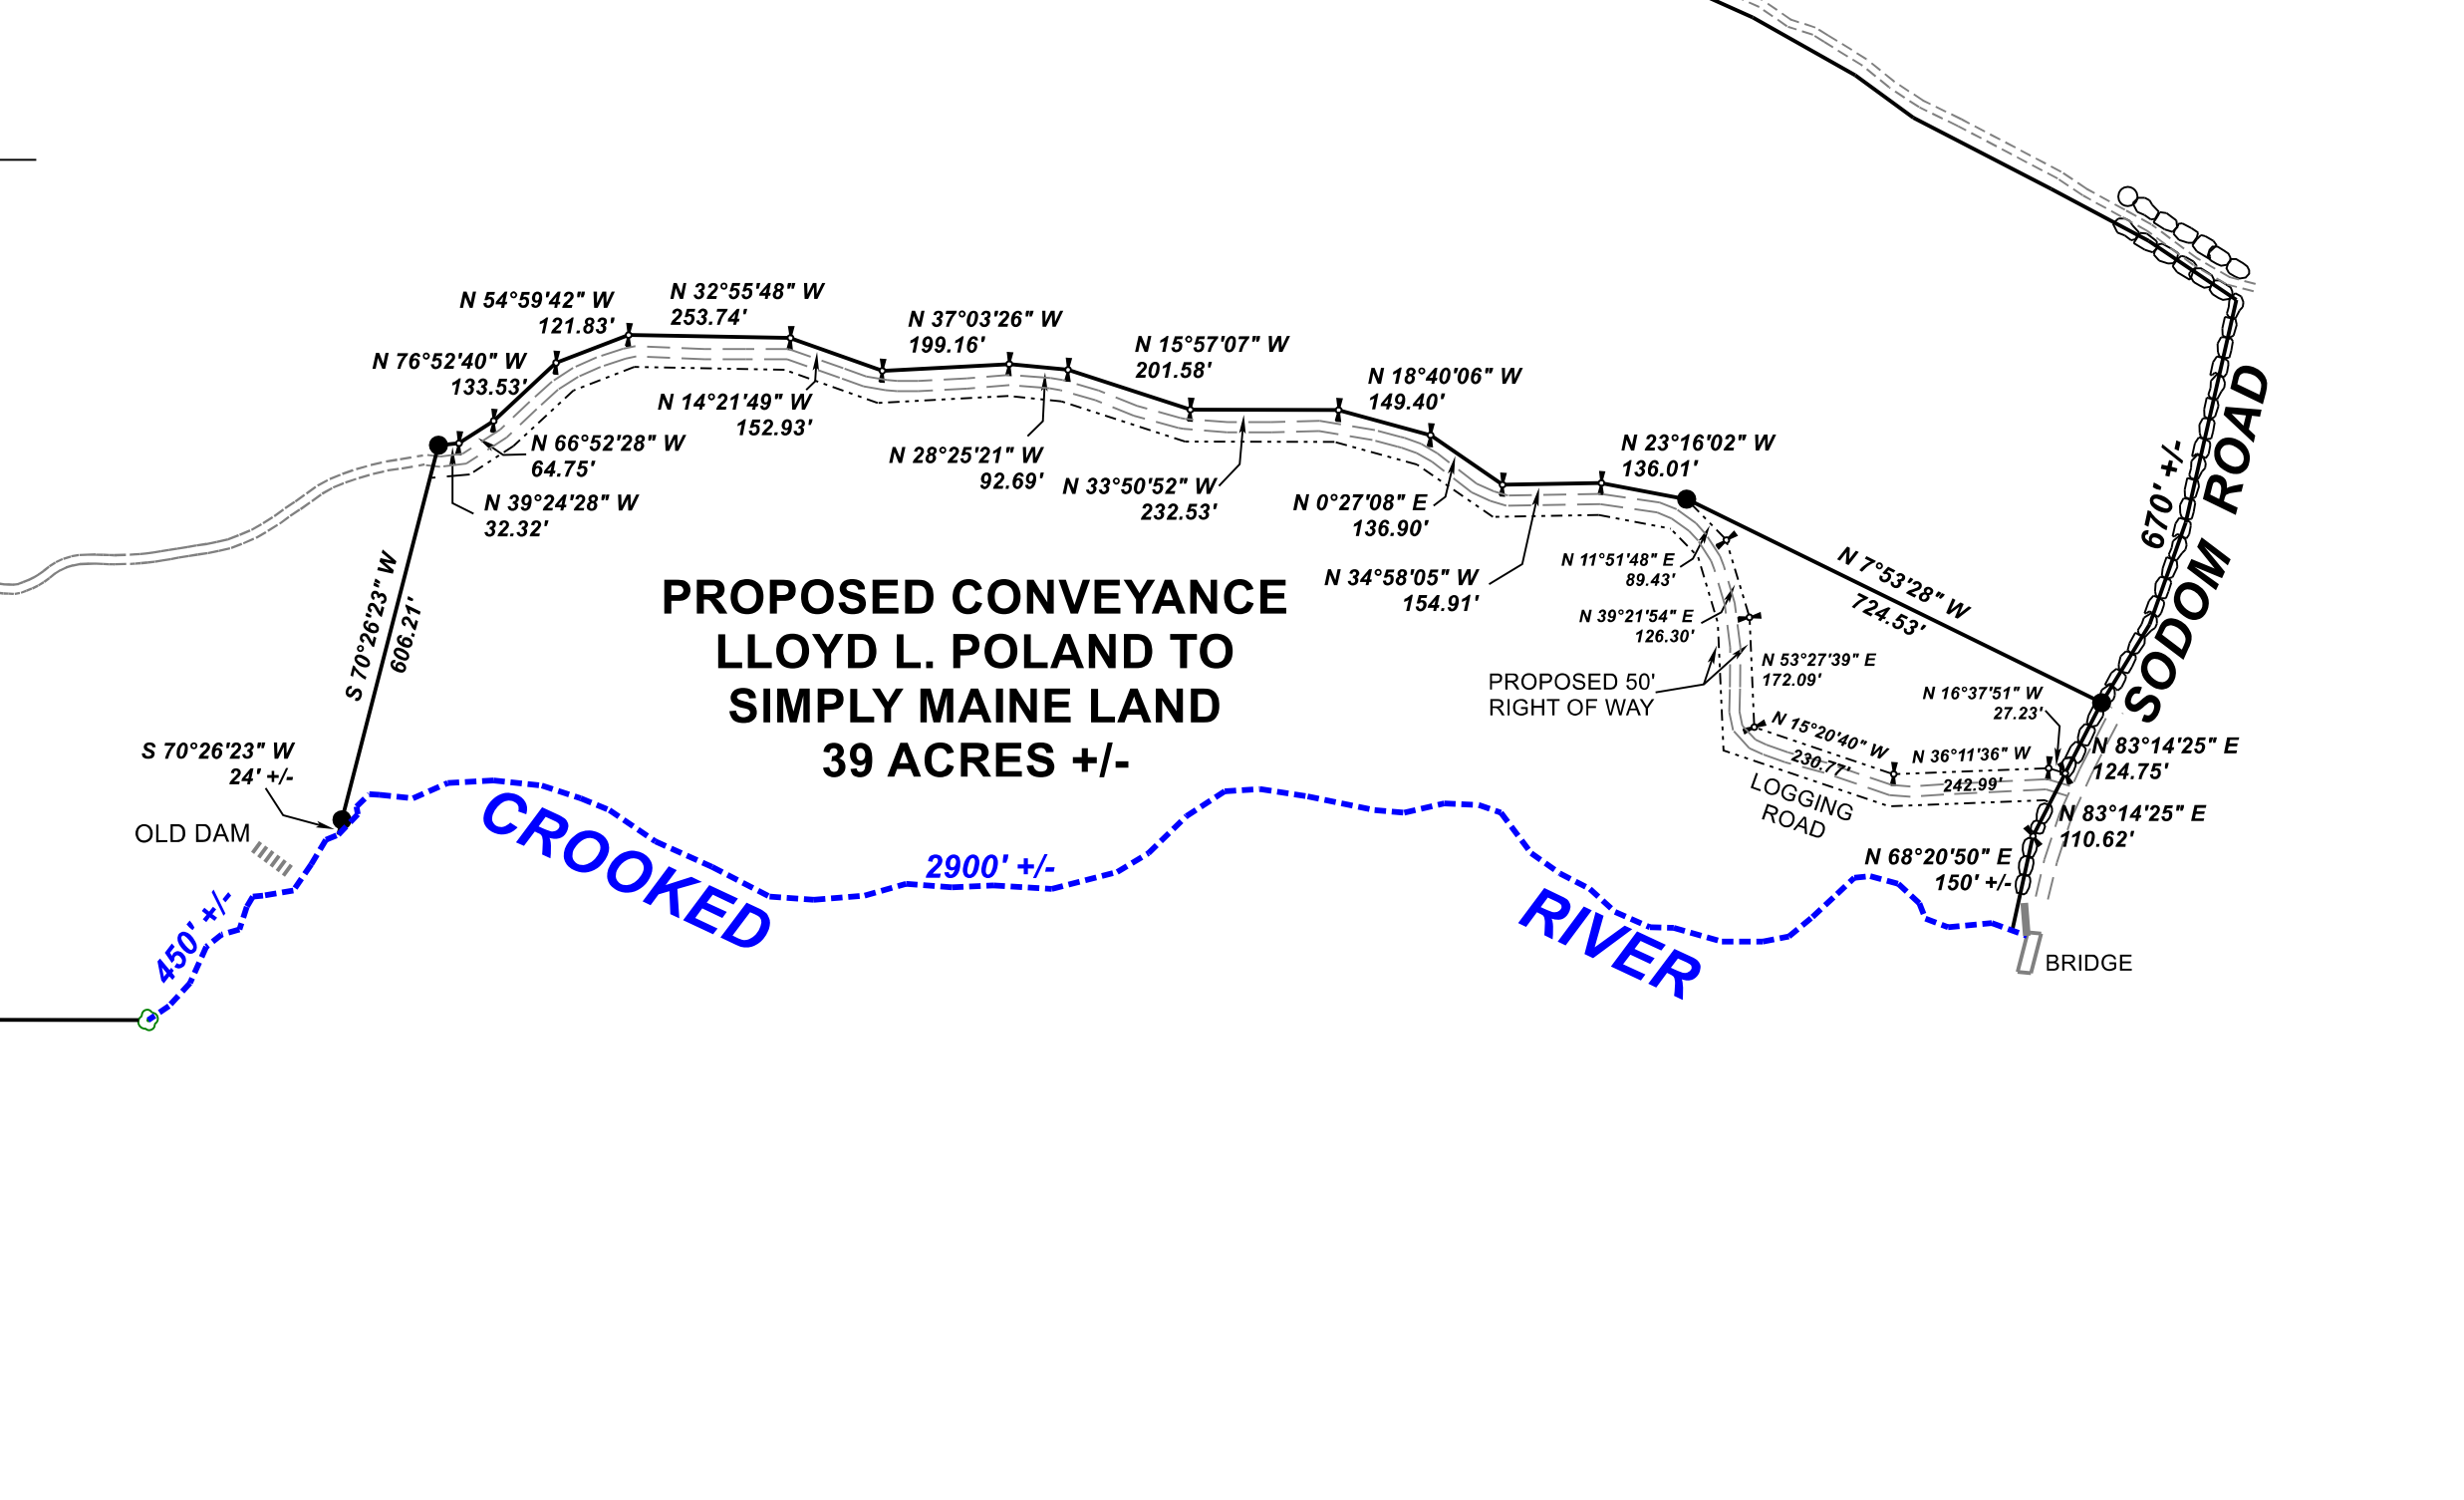 N 54°59'42" W
121.83'
N 32°55'48" W
253.74'
N 37°03'26" W
199.16'
N 15°57'07" W
201.58'
N 76°52'40" W
133.53'
N 18°40'06" W
149.40'
N 14°21'49" W
152.93'
N 66°52'28" W
64.75'
N 28°25'21" W
92.69'
N 23°16'02" W
136.01'
N 39°24'28" W
32.32'
N 33°50'52" W
232.53'
N 0°27'08" E
136.90'
N 34°58'05" W
154.91'
N 11°51'48" E
89.43'
N 39°21'54" E
126.30'
N 7°53'28" W
724.53'
670' +/-
SODOM ROAD
S 70°26'23" W
606.21'
PROPOSED CONVEYANCE
LLOYD L. POLAND TO
SIMPLY MAINE LAND
39 ACRES +/-
PROPOSED 50'
RIGHT OF WAY
N 53°27'39" E
172.09'
N 16°37'51" W
27.23'
N 15°20'40" W
230.77'
N 36°11'36" W
242.99'
N 83°14'25" E
124.75'
LOGGING
ROAD
N 83°14'25" E
110.62'
N 68°20'50" E
150' +/-
S 70°26'23" W
24' +/-
OLD DAM
450' +/-
CROOKED
2900' +/-
RIVER
BRIDGE